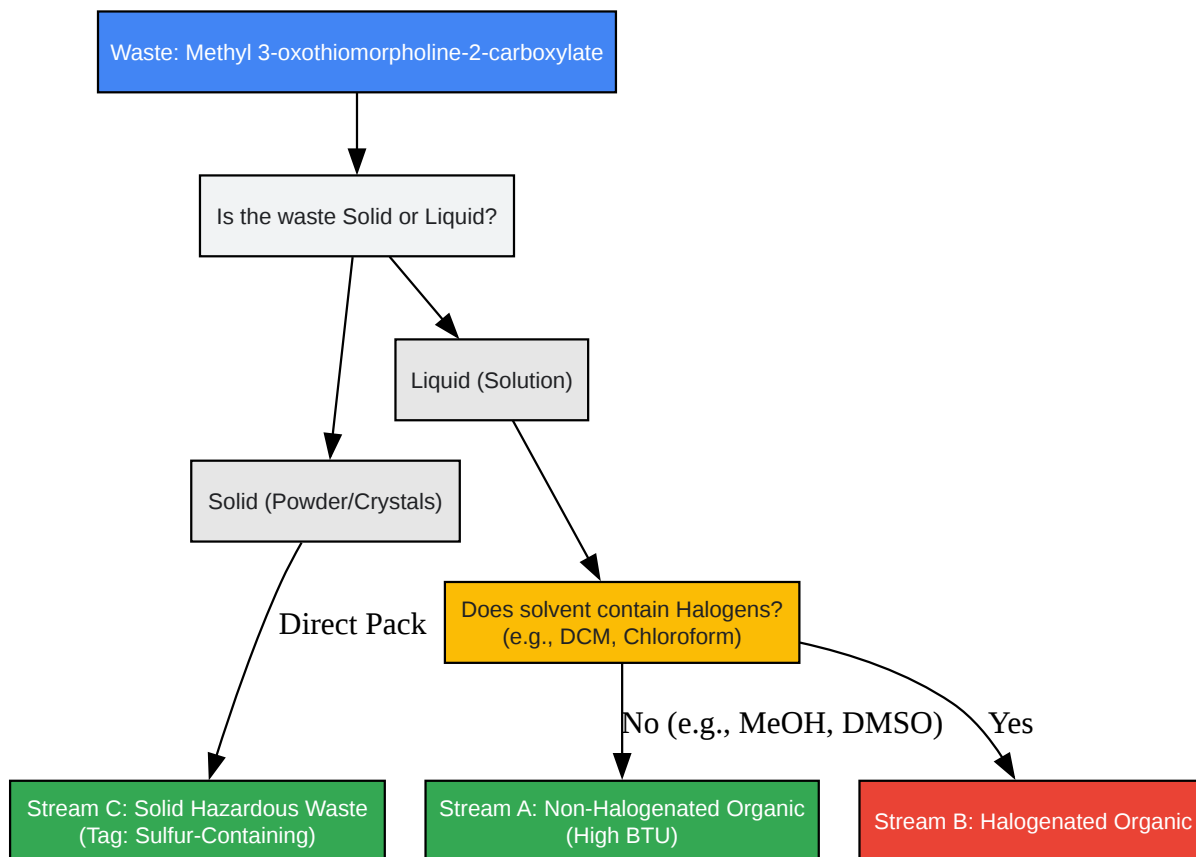 Waste: Methyl 3-oxothiomorpholine-2-carboxylate
Is the waste Solid or Liquid?
Liquid (Solution)
Solid (Powder/Crystals)
Does solvent contain Halogens?
(e.g., DCM, Chloroform)
Direct Pack
No (e.g., MeOH, DMSO)
Yes
Stream C: Solid Hazardous Waste
(Tag: Sulfur-Containing)
Stream A: Non-Halogenated Organic
(High BTU)
Stream B: Halogenated Organic